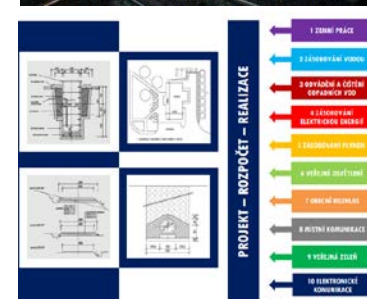 PROJEKT – ROZPOČET – REALIZACE
1 ZEMNÍ PRÁCE
2 ZÁSOBOVÁNÍ VODOU
3 ODVÁDĚNÍ A ČIŠTĚNÍ
ODPADNÍCH VOD
4 ZÁSOBOVÁNÍ
ELEKTRICKOU ENERGIÍ
5 ZÁSOBOVÁNÍ PLYNEM
6 VEŘEJNÉ OSVĚTLENÍ
7 OBECNÍ ROZHLAS
8 MÍSTNÍ KOMUNIKACE
9 VEŘEJNÁ ZELEŇ
10 ELEKTRONICKÉ
KOMUNIKACE